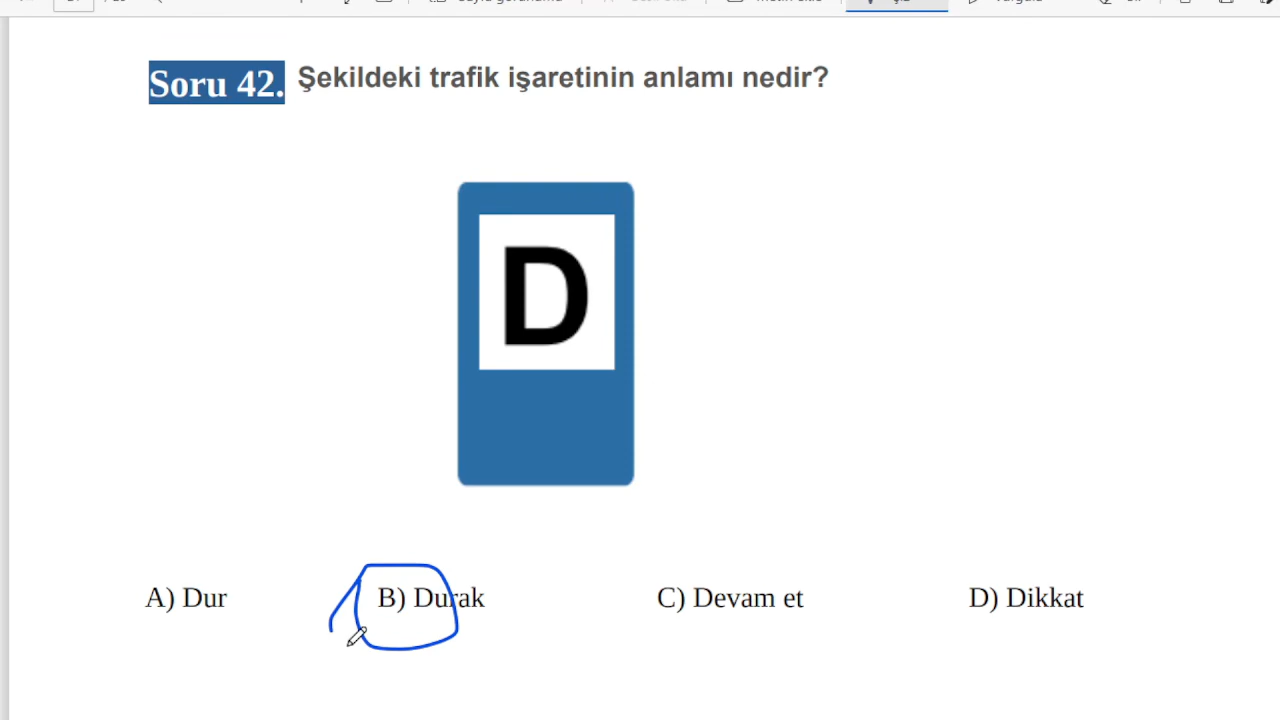 Soru 42. Şekildeki trafik işaretinin anlamı nedir?
D
A) Dur B) Durak C) Devam et D) Dikkat